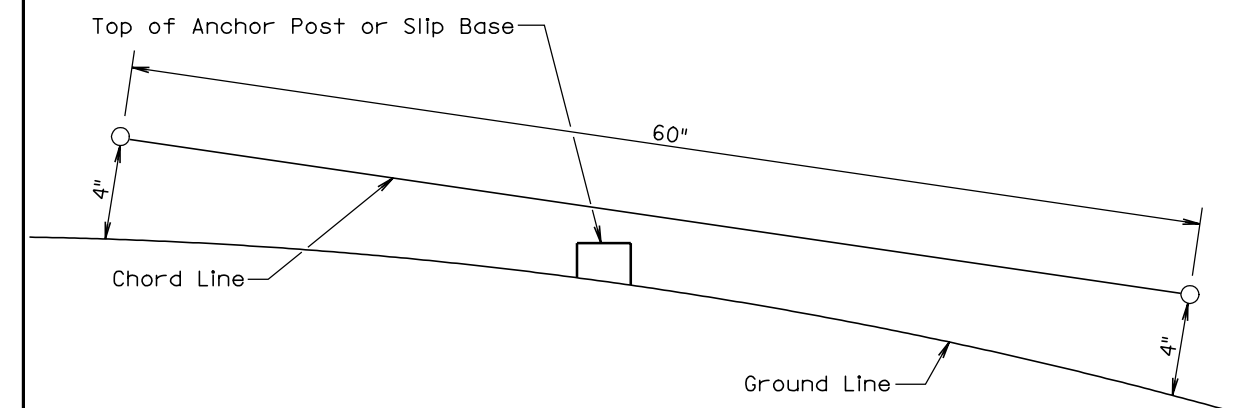 Top of Anchor Post or Slip Base
60"
4"
Chord Line
4"
Ground Line